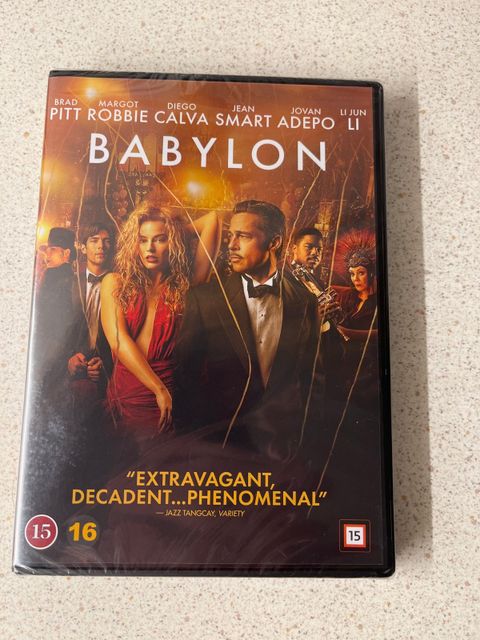 BRAD MARGOT DIEGO JEAN JOVAN LI JUN
PITT ROBBIE CALVA SMART ADEPO LI
BABYLON
"EXTRAVAGANT,
DECADENT...PHENOMENAL"
— JAZZ TANGCAY, VARIETY
15 16 15